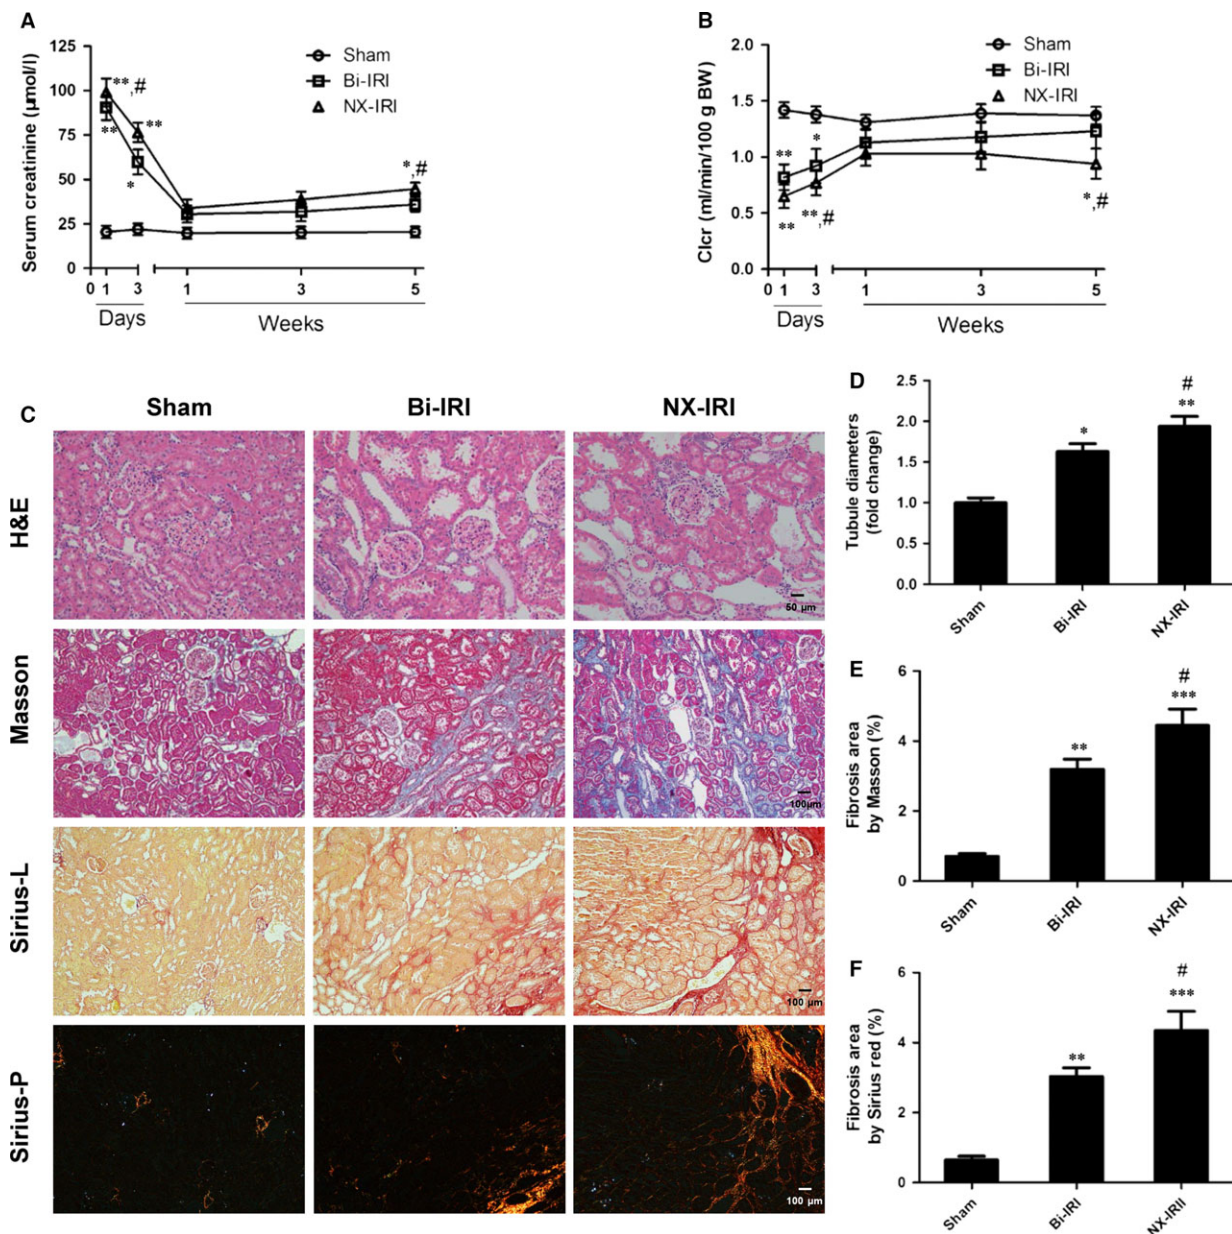 A
Serum creatinine (μmol/l)
125
100
75
50
25
0
Sham
Bi-IRI
NX-IRI
**,#
**
**
*
*,#
0 1 3 1 3 5
Days
Weeks
B
Clcr (ml/min/100 g BW)
2.0
1.5
1.0
0.5
0.0
Sham
Bi-IRI
NX-IRI
*
**
**
**,#
*,#
0 1 3 1 3 5
Days
Weeks
C
Sham Bi-IRI NX-IRI
H&E
50 μm
Masson
100μm
Sirius-L
100 μm
Sirius-P
100 μm
D
Tubule diameters
(fold change)
2.5
2.0
1.5
1.0
0.5
0.0
*
#
**
Sham
Bi-IRI
NX-IRI
E
Fibrosis area
by Masson (%)
6
4
2
0
**
#
***
Sham
Bi-IRI
NX-IRI
F
Fibrosis area
by Sirius red (%)
6
4
2
0
**
#
***
Sham
Bi-IRI
NX-IRII